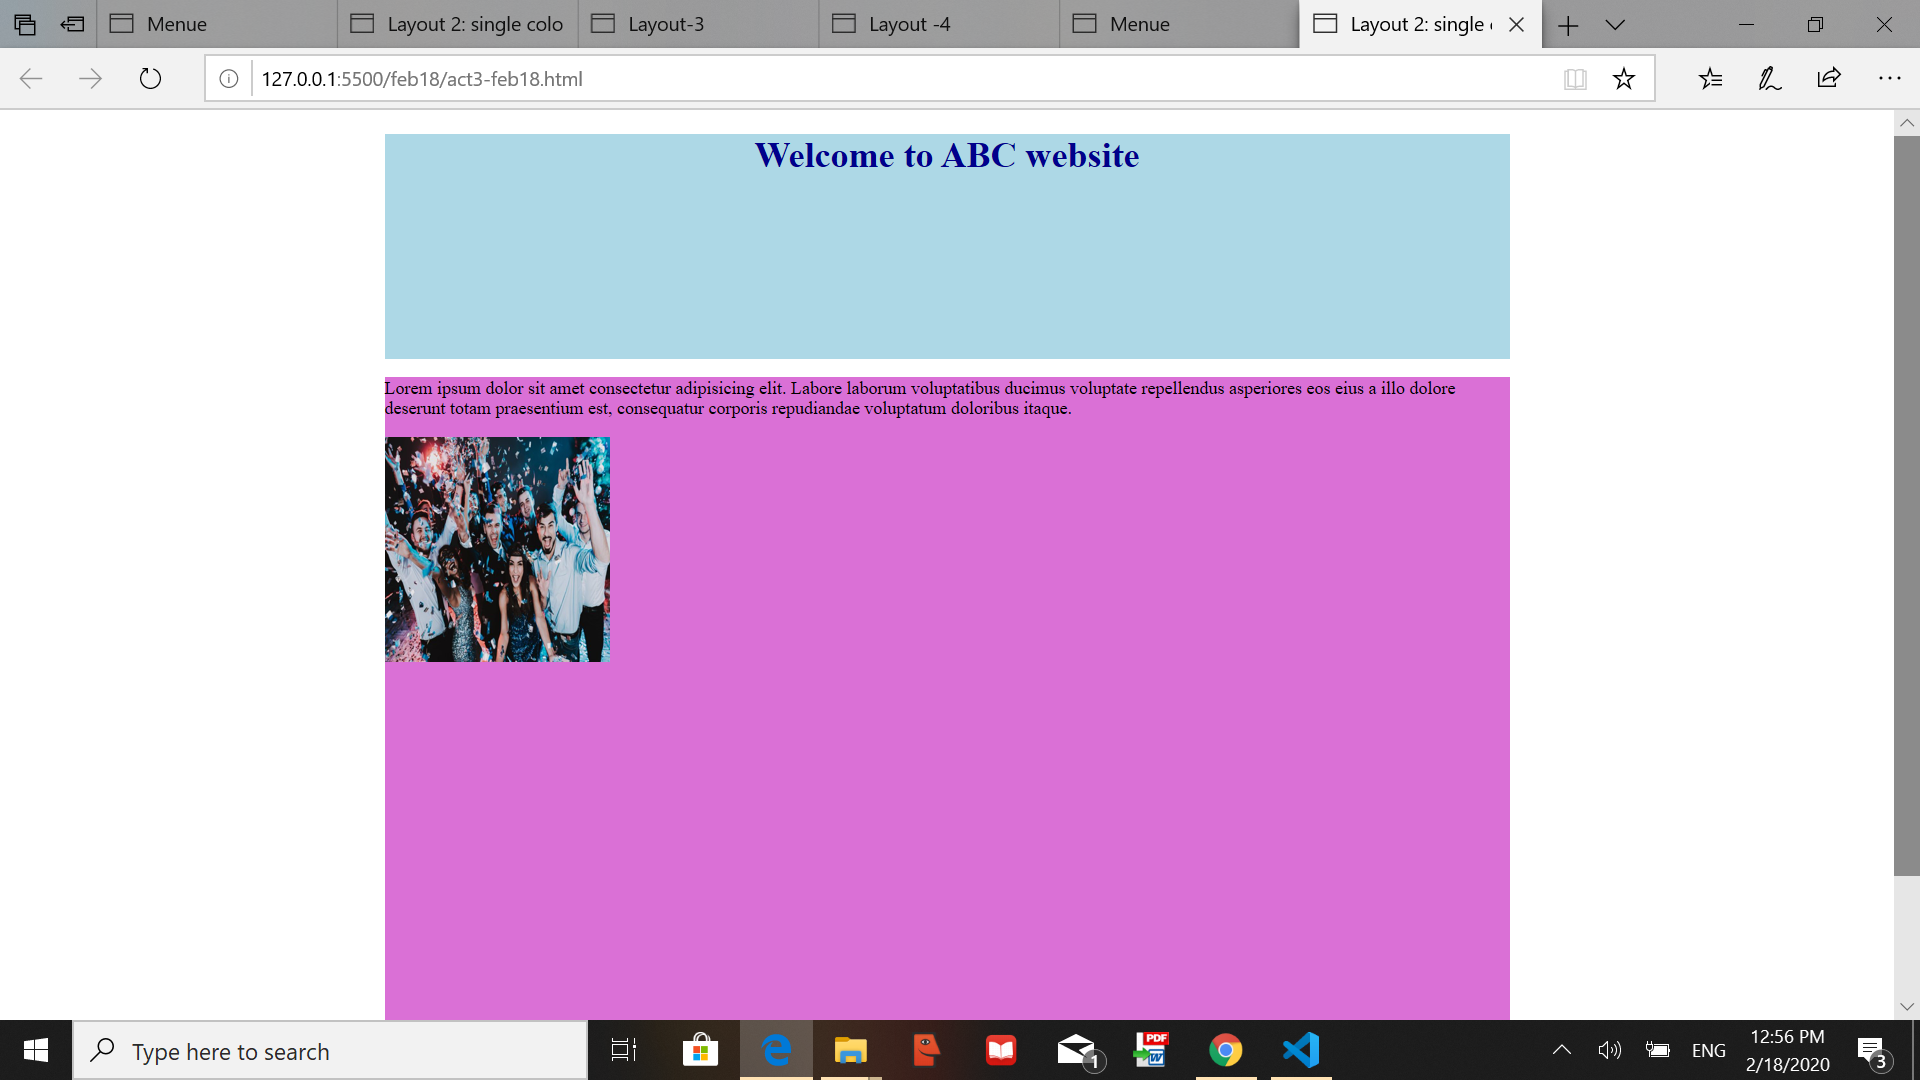 Menue
Layout 2: single colo
Layout-3
Layout -4
Menue
Layout 2: single
127.0.0.1:5500/feb18/act3-feb18.html
Welcome to ABC website
Lorem ipsum dolor sit amet consectetur adipisicing elit. Labore laborum voluptatibus ducimus voluptate repellendus asperiores eos eius a illo dolore
deserunt totam praesentium est, consequatur corporis repudiandae voluptatum doloribus itaque.
Type here to search
1
PDF
W
ENG
12:56 PM
2/18/2020
3